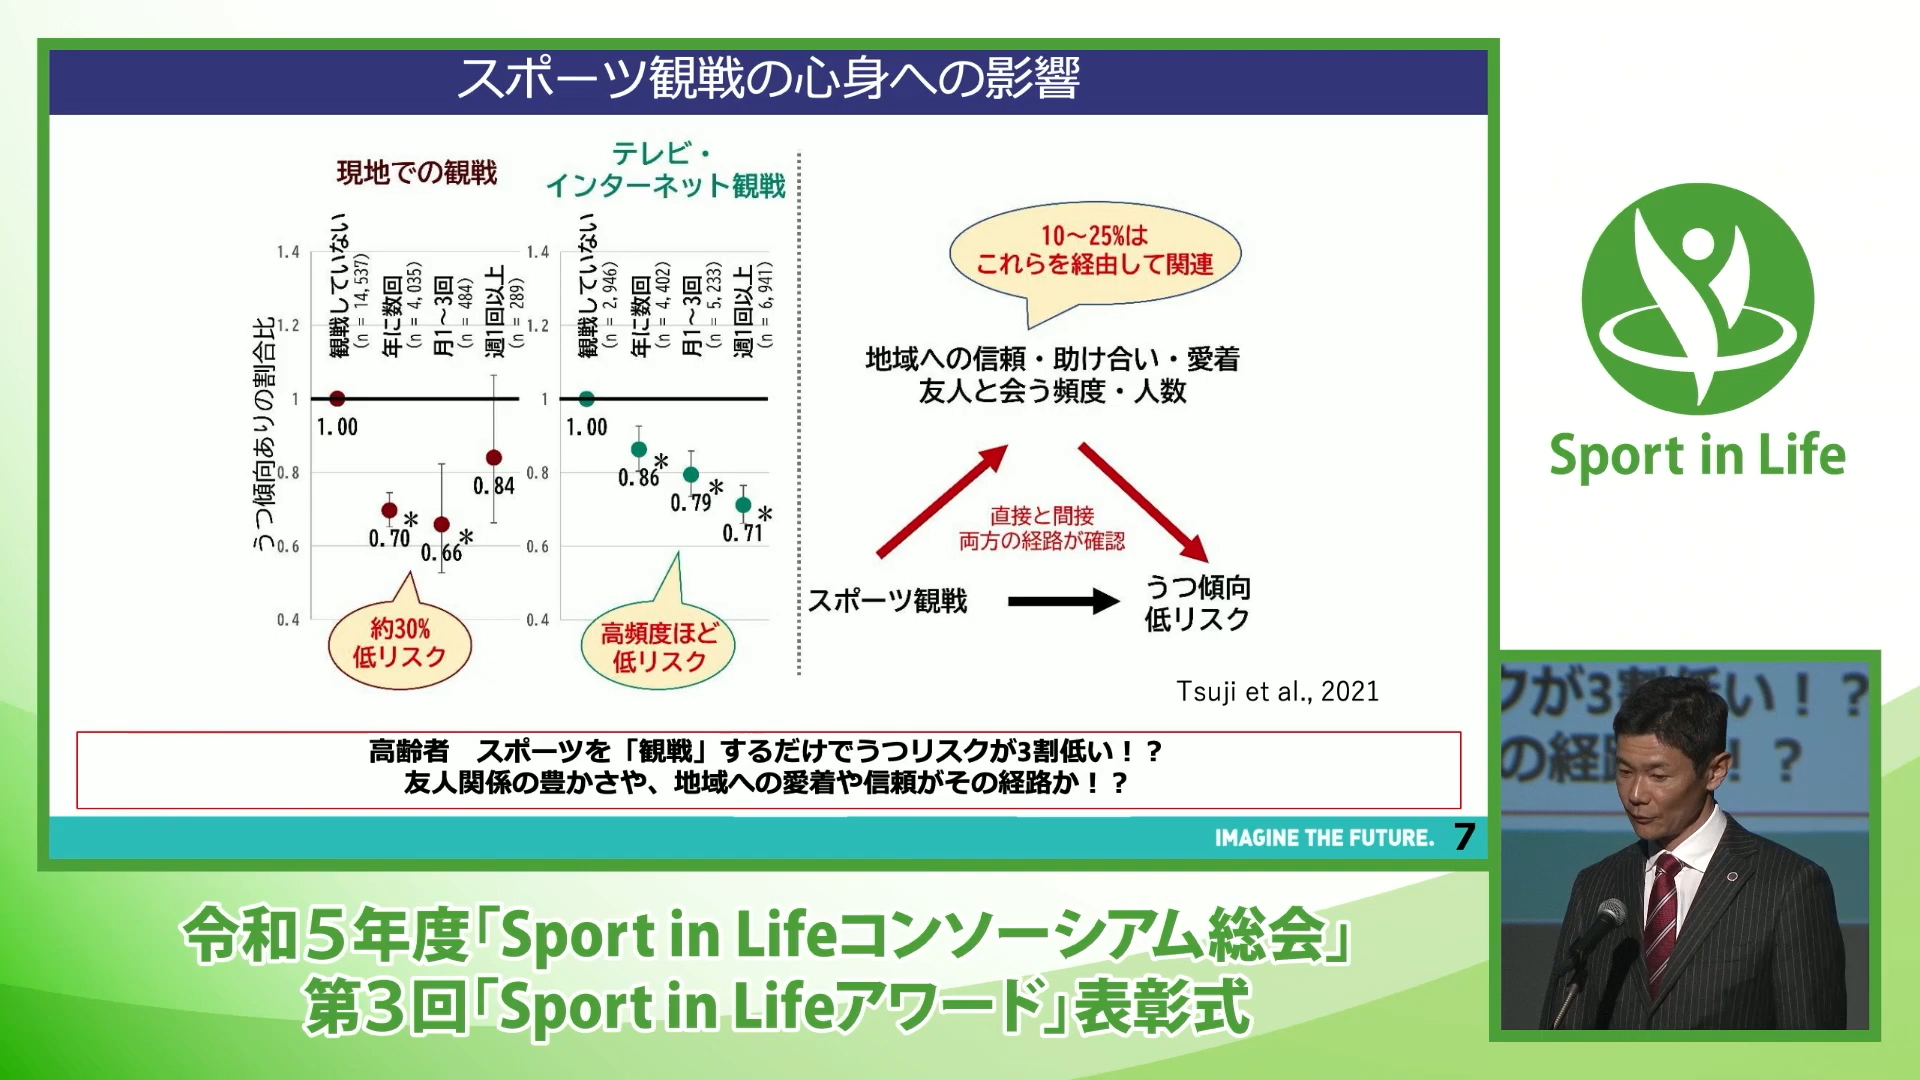 スポーツ観戦の心身への影響
現地での観戦
テレビ・
インターネット観戦
うつ傾向ありの割合比
1.4
1.2
1
0.8
0.6
0.4
観戦していない
(n = 14,537)
年に数回
(n = 4,035)
月1～3回
(n = 484)
週1回以上
(n = 289)
1.00
0.70
*
0.66
*
0.84
約30%
低リスク
1.4
1.2
1
0.8
0.6
0.4
観戦していない
(n = 2,946)
年に数回
(n = 4,402)
月1～3回
(n = 5,233)
週1回以上
(n = 6,941)
1.00
0.86
*
0.79
*
0.71
*
高頻度ほど
低リスク
10～25%は
これらを経由して関連
地域への信頼・助け合い・愛着
友人と会う頻度・人数
直接と間接
両方の経路が確認
スポーツ観戦
うつ傾向
低リスク
Tsuji et al., 2021
高齢者　スポーツを「観戦」するだけでうつリスクが3割低い！？
友人関係の豊かさや、地域への愛着や信頼がその経路か！？
IMAGINE THE FUTURE. 7
Sport in Life
クが3割低い！？
の経路！？
令和５年度「Sport in Lifeコンソーシアム総会」
第３回「Sport in Lifeアワード」表彰式